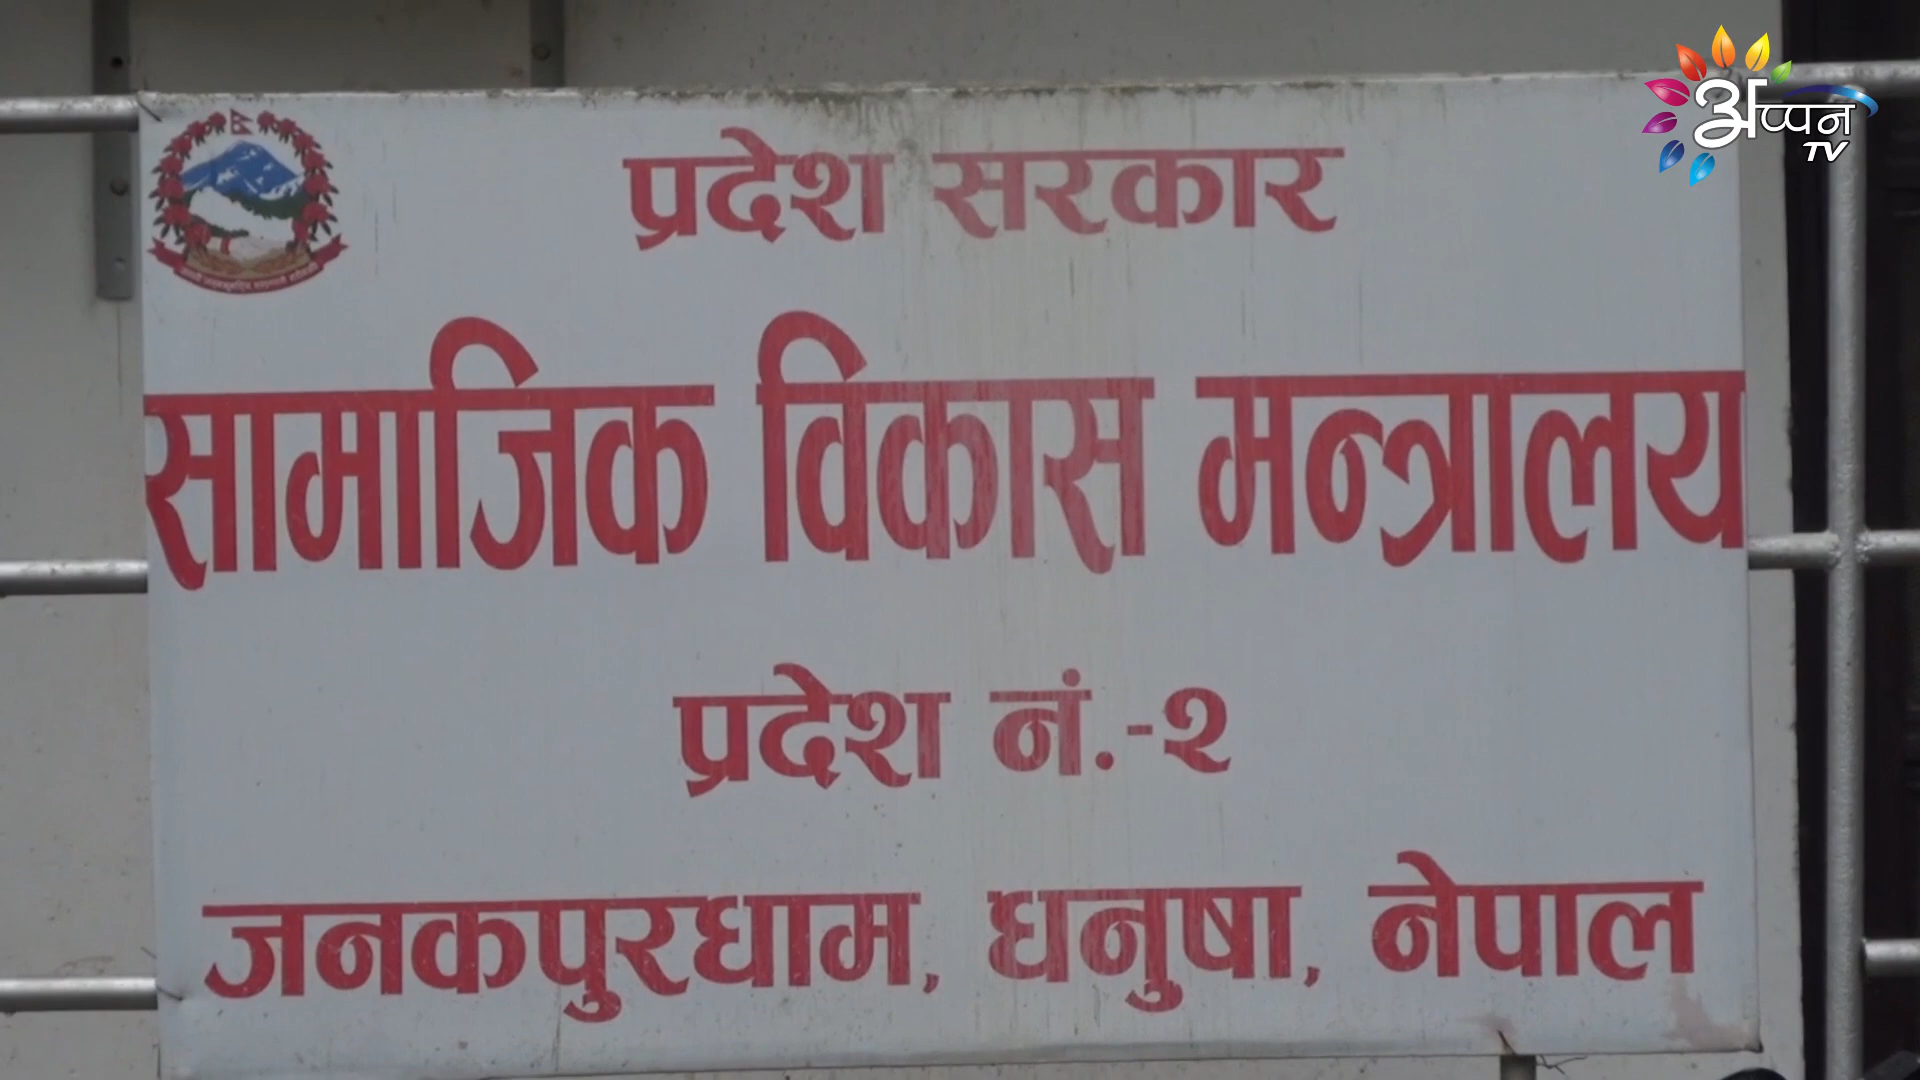 अप्पन
TV
प्रदेश सरकार
सामाजिक विकास मन्त्रालय
प्रदेश नं.-२
जनकपुरधाम, धनुषा, नेपाल